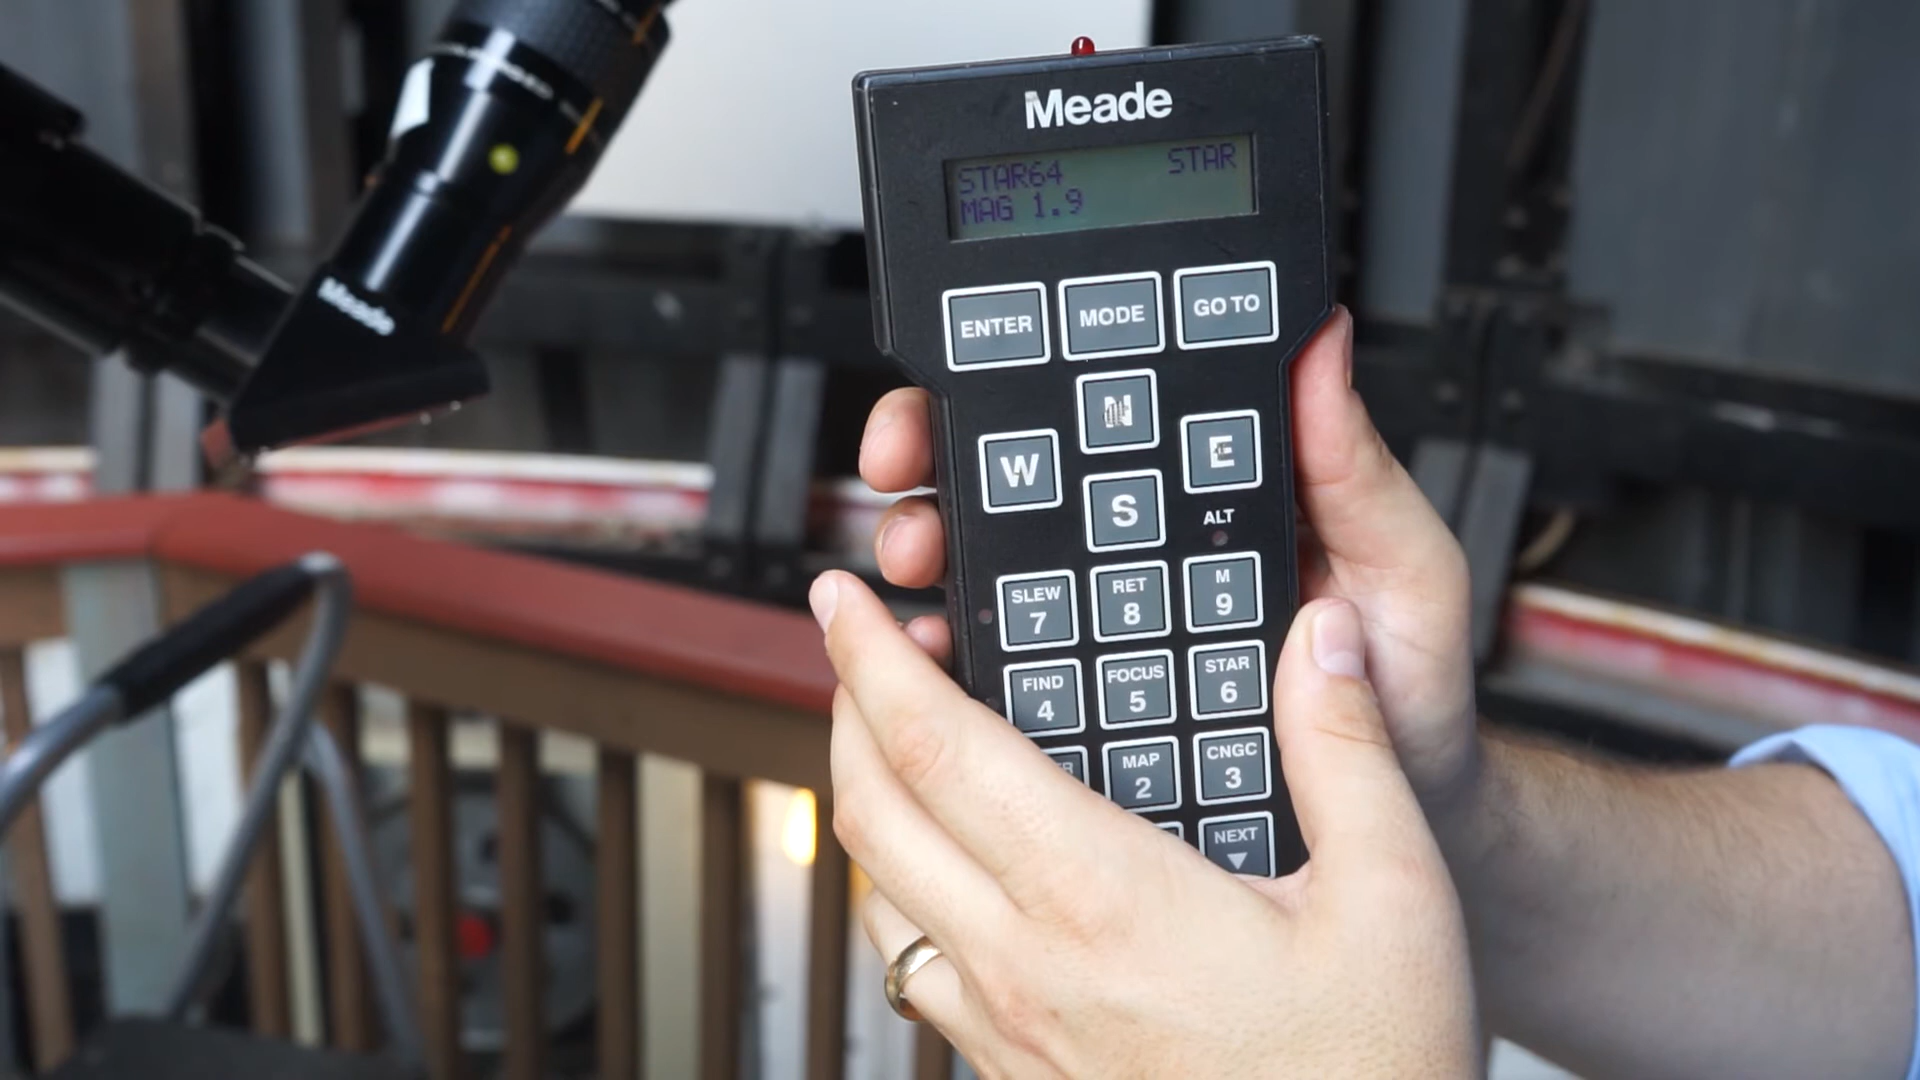 Meade
STAR64 STAR
MAG 1.9
ENTER MODE GO TO
N
W E
S
ALT
SLEW RET M
7 8 9
FIND FOCUS STAR
4 5 6
MAP CNGC
2 3
NEXT
Meade